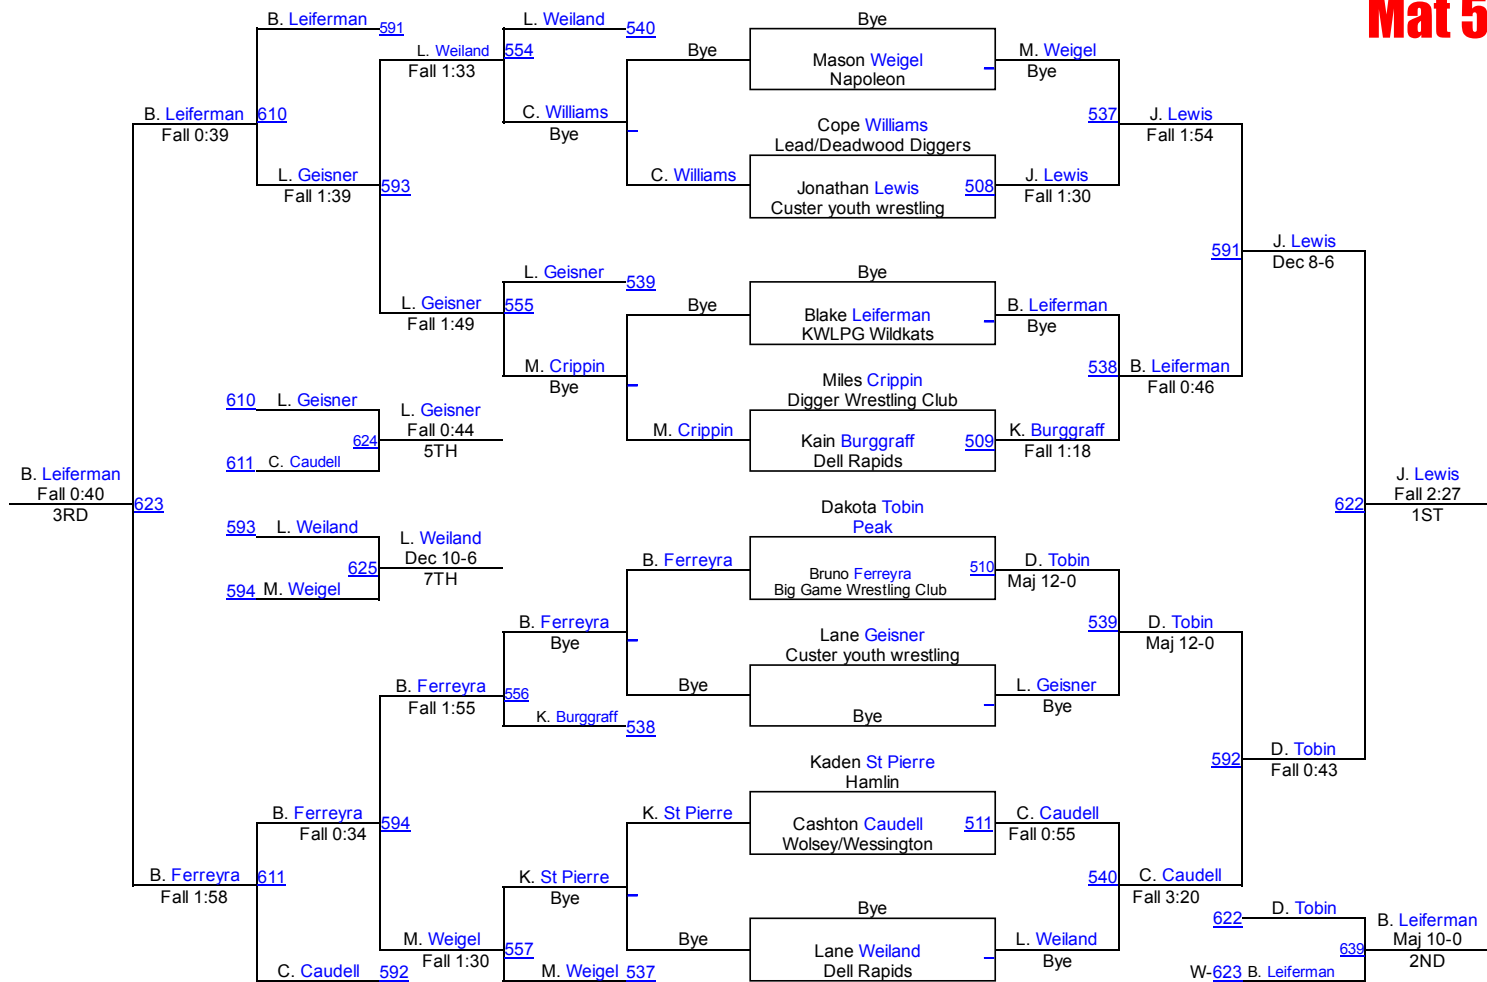 Mat 5
B. Leiferman
591
L. Weiland
540
Bye
L. Weiland
554
Fall 1:33
Bye
Mason Weigel
Napoleon
M. Weigel
Bye
B. Leiferman
610
Fall 0:39
C. Williams
Bye
Cope Williams
Lead/Deadwood Diggers
537
J. Lewis
Fall 1:54
L. Geisner
593
Fall 1:39
C. Williams
Jonathan Lewis
508
Custer youth wrestling
J. Lewis
Fall 1:30
591
J. Lewis
Dec 8-6
L. Geisner
539
Bye
L. Geisner
555
Fall 1:49
Bye
Blake Leiferman
KWLPG Wildkats
B. Leiferman
Bye
M. Crippin
Bye
Miles Crippin
Digger Wrestling Club
538
B. Leiferman
Fall 0:46
610
L. Geisner
L. Geisner
Fall 0:44
5TH
624
611
C. Caudell
M. Crippin
Kain Burggraff
509
Dell Rapids
K. Burggraff
Fall 1:18
B. Leiferman
Fall 0:40
3RD
623
J. Lewis
Fall 2:27
1ST
622
593
L. Weiland
L. Weiland
Dec 10-6
7TH
625
594
M. Weigel
Dakota Tobin
Peak
B. Ferreyra
Bruno Ferreyra
510
Big Game Wrestling Club
D. Tobin
Maj 12-0
B. Ferreyra
Bye
Lane Geisner
Custer youth wrestling
539
D. Tobin
Maj 12-0
B. Ferreyra
556
Fall 1:55
K. Burggraff
538
Bye
Bye
L. Geisner
Bye
Kaden St Pierre
Hamlin
592
D. Tobin
Fall 0:43
B. Ferreyra
594
Fall 0:34
K. St Pierre
Cashton Caudell
511
Wolsey/Wessington
C. Caudell
Fall 0:55
B. Ferreyra
611
Fall 1:58
K. St Pierre
Bye
540
C. Caudell
Fall 3:20
Bye
M. Weigel
557
Fall 1:30
Bye
Lane Weiland
Dell Rapids
L. Weiland
Bye
C. Caudell
592
M. Weigel
537
622
D. Tobin
B. Leiferman
Maj 10-0
2ND
639
W-623
B. Leiferman